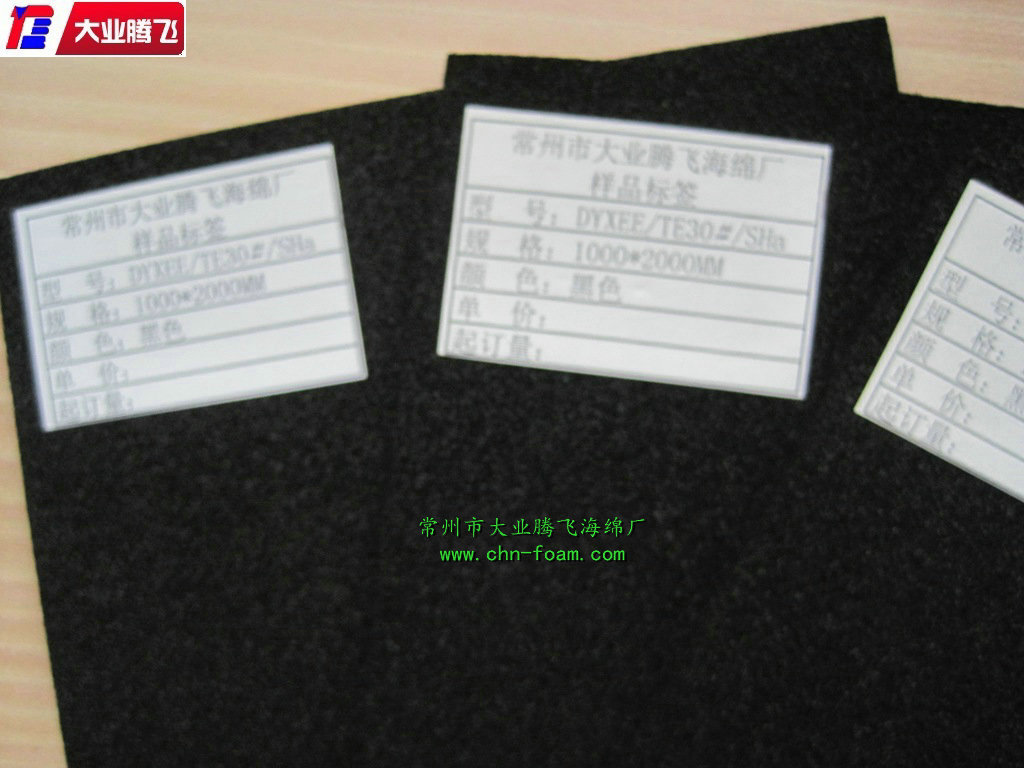 大业腾飞
常州市大业腾飞海绵厂
样品标签
型 号：DYXEE/TE30#/SHa
规 格：1000*2000MM
颜 色：黑色
单 价：
起订量：
常州市大业腾飞海绵厂
样品标签
型 号：DYXEE/TE30#/SHa
规 格：1000*2000MM
颜 色：黑色
单 价：
起订量：
常
型 号：
规 格：
颜 色：黑
单 价：
起订量：
常州市大业腾飞海绵厂
www.chn-foam.com